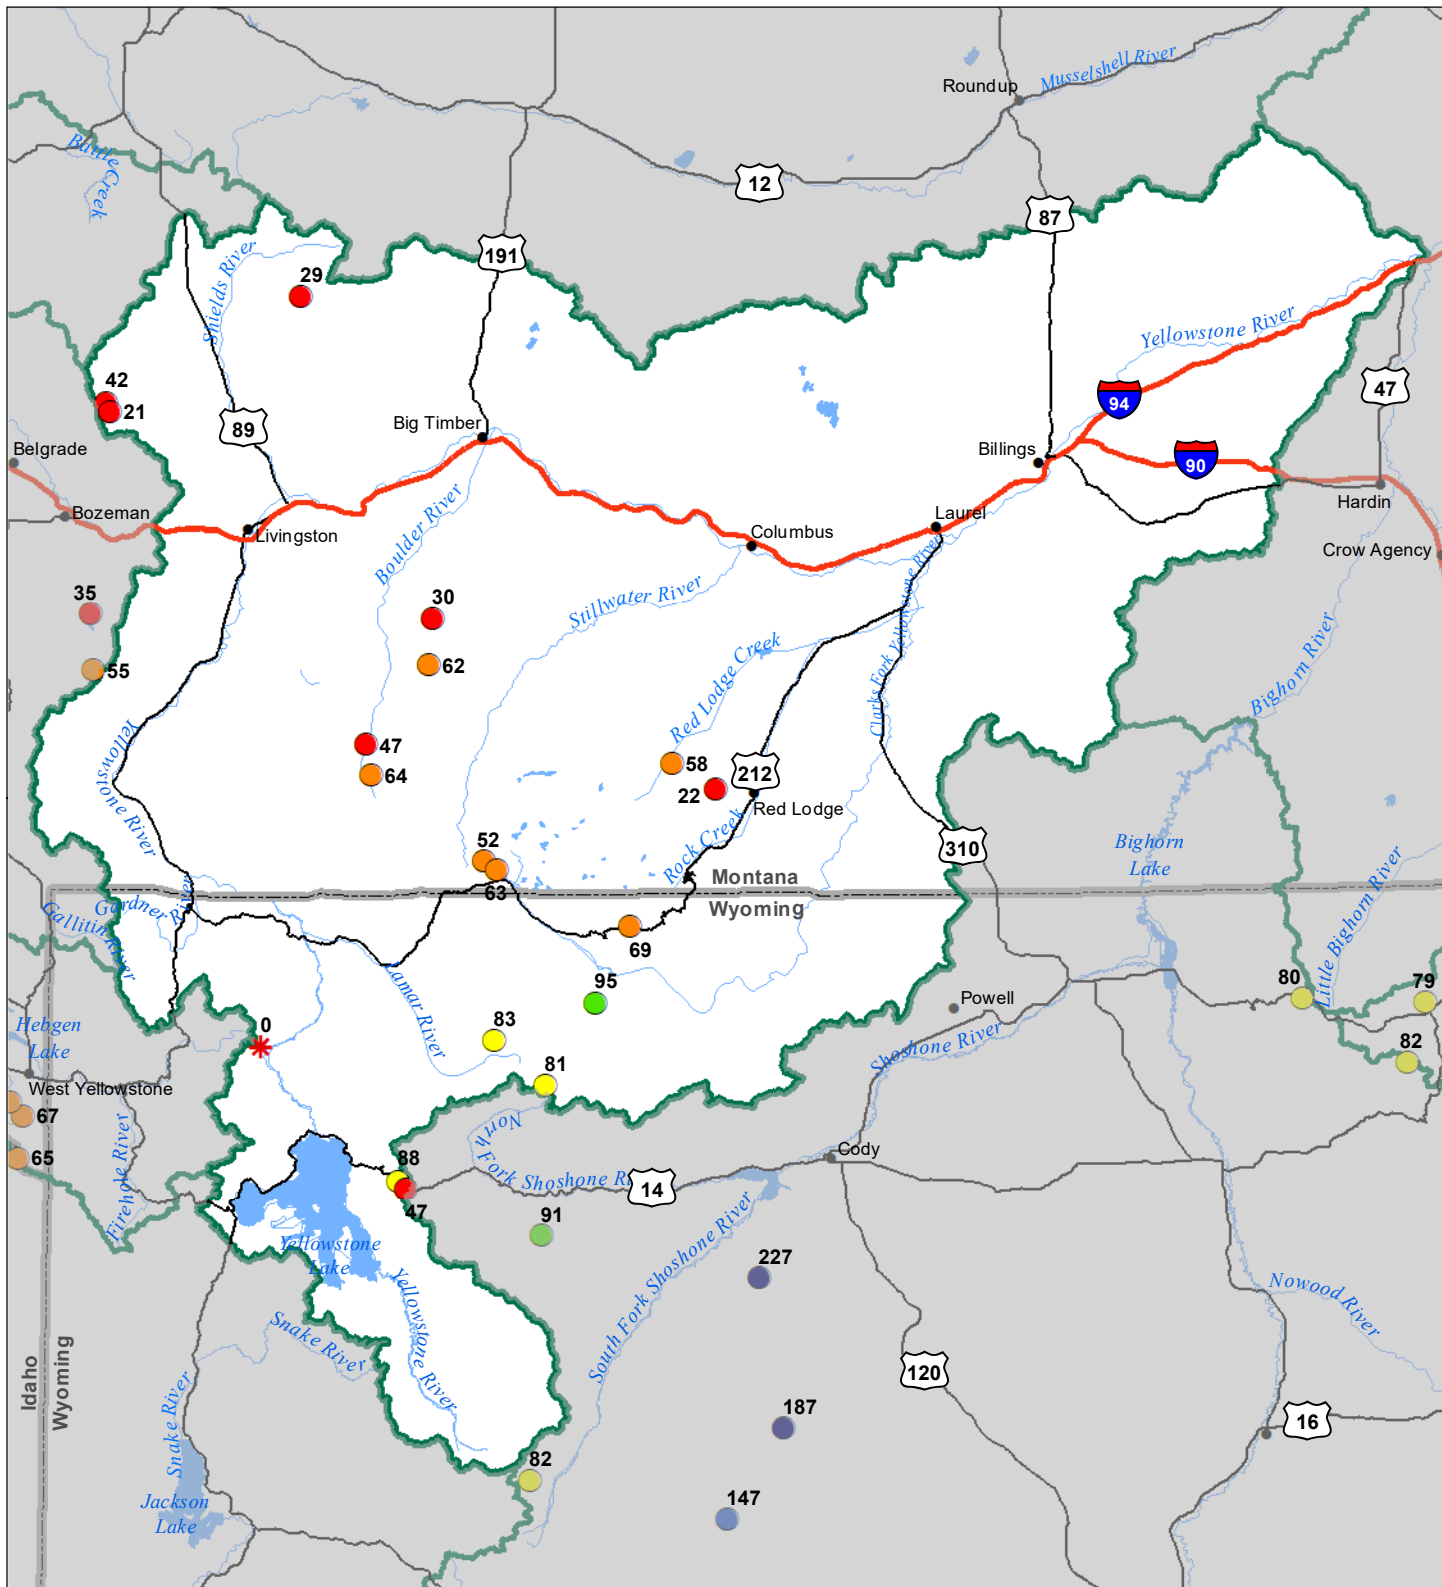 Roundup
Musselshell River
Battle
Creek
12
87
191
Shields River
29
Yellowstone River
47
42
21
94
89
Big Timber
Belgrade
Billings
90
Hardin
Bozeman
Livingston
Boulder River
Laurel
Columbus
Crow Agency
35
30
Stillwater River
Clarks Fork Yellowstone River
55
62
Red Lodge Creek
Bighorn River
Yellowstone River
47
64
58
22
212
Red Lodge
Rock Creek
52
63
310
Bighorn
Lake
Montana
Wyoming
Gardner River
Gallitin River
69
Little Bighorn River
Lamar River
95
Powell
80
79
Hebgen
Lake
0
83
Shoshone River
82
West Yellowstone
81
67
Firehole River
North
Fork Shoshone Ri
65
Cody
88
47
14
91
South Fork Shoshone River
Yellowstone
Lake
227
Yellowstone River
Nowood River
Snake River
Idaho
Wyoming
120
Snake River
187
16
82
147
Jackson
Lake